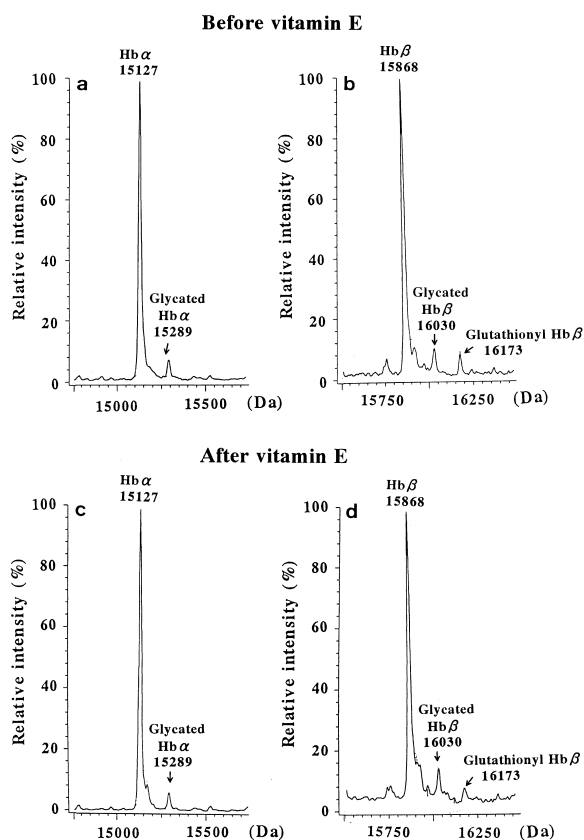 Before vitamin E
a
Hbα
15127
100
80
60
40
20
0
Relative intensity (%)
Glycated
Hbα
15289
15000
15500
(Da)
b
Hbβ
15868
100
80
60
40
20
0
Relative intensity (%)
Glycated
Hbβ
16030
Glutathionyl Hbβ
16173
15750
16250
(Da)
After vitamin E
c
Hbα
15127
100
80
60
40
20
0
Relative intensity (%)
Glycated
Hbα
15289
15000
15500
d
Hbβ
15868
100
80
60
40
20
0
Relative intensity (%)
Glycated
Hbβ
16030
Glutathionyl Hbβ
16173
15750
16250
(Da)